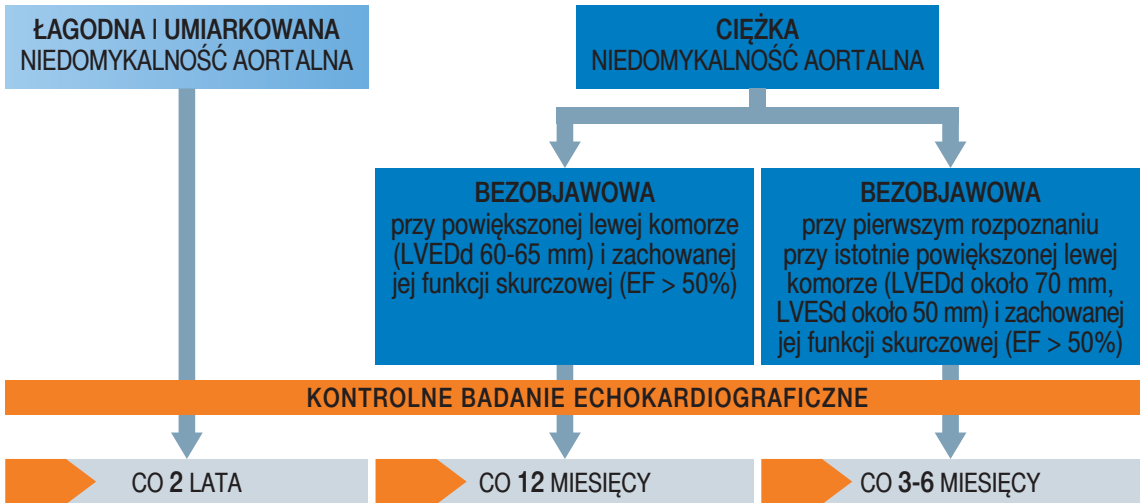 ŁAGODNA I UMIARKOWANA
NIEDOMYKALNOŚĆ AORTALNA
CIĘŻKA
NIEDOMYKALNOŚĆ AORTALNA
BEZOBJAWOWA
przy powiększonej lewej komorze
(LVEDd 60-65 mm) i zachowanej
jej funkcji skurczowej (EF > 50%)
BEZOBJAWOWA
przy pierwszym rozpoznaniu
przy istotnie powiększonej lewej
komorze (LVEDd około 70 mm,
LVESd około 50 mm) i zachowanej
jej funkcji skurczowej (EF > 50%)
KONTROLNE BADANIE ECHOKARDIOGRAFICZNE
CO 2 LATA
CO 12 MIESIĘCY
CO 3-6 MIESIĘCY